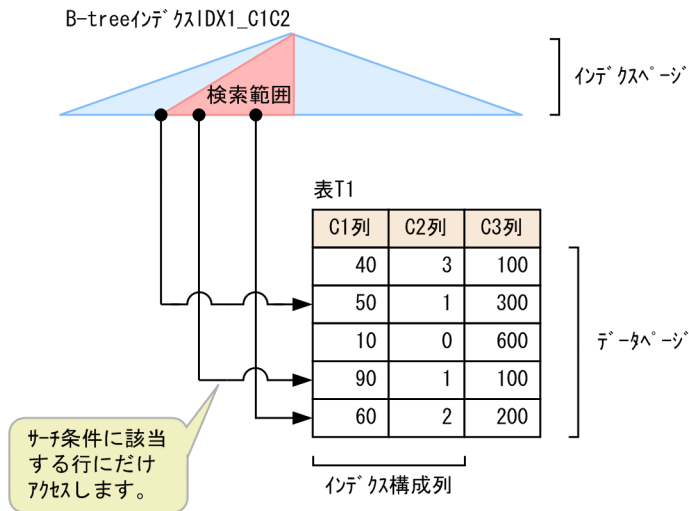 B-treeｲﾝﾃﾞｸｽIDX1_C1C2
検索範囲
ｲﾝﾃﾞｸｽﾍﾟｰｼﾞ
表T1
C1列 C2列 C3列
40 3 100
50 1 300
10 0 600
90 1 100
60 2 200
ﾃﾞｰﾀﾍﾟｰｼﾞ
ｻｰﾁ条件に該当
する行にだけ
ｱｸｾｽします。
ｲﾝﾃﾞｸｽ構成列